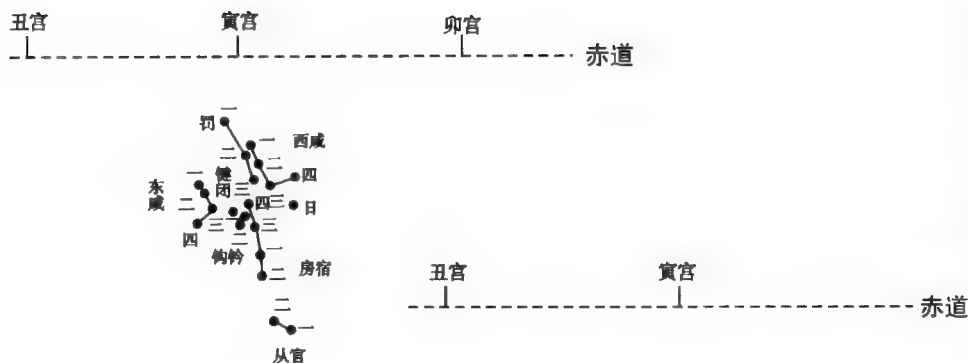 丑宫 寅宫 卯宫
赤道
一
罚
一 西咸
二 二
键 四
一 闭 三 三
东咸
四 日
二 三 一 三
四 二
钩钤 一
房宿
二
丑宫 寅宫
赤道
二
一
从官